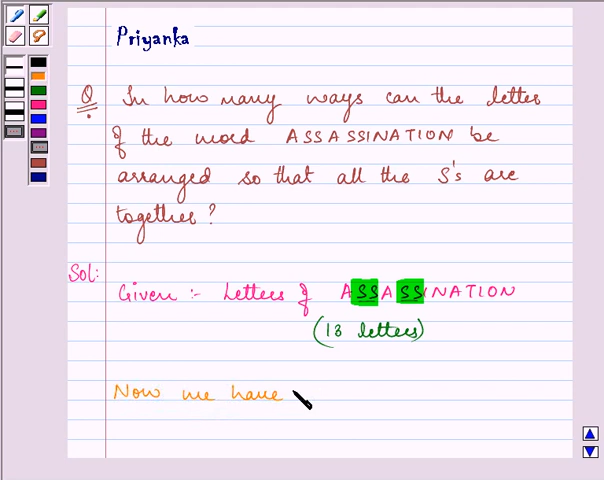 Priyanka
Q In how many ways can the letter
of the word ASSASSINATION be
arranged so that all the S's are
together?
Sol:
Given :- Letters of ASSASSINATION
(13 letters)
Now we have